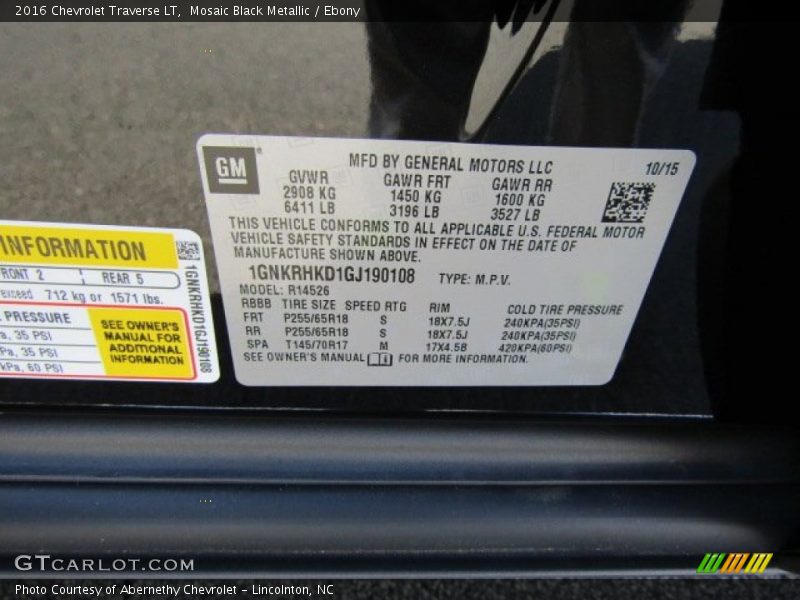 2016 Chevrolet Traverse LT, Mosaic Black Metallic / Ebony
GM
MFD BY GENERAL MOTORS LLC 10/15
GVWR GAWR FRT GAWR RR
2908 KG 1450 KG 1600 KG
6411 LB 3196 LB 3527 LB
THIS VEHICLE CONFORMS TO ALL APPLICABLE U.S. FEDERAL MOTOR
VEHICLE SAFETY STANDARDS IN EFFECT ON THE DATE OF
MANUFACTURE SHOWN ABOVE.
1GNKRHKD1GJ190108 TYPE: M.P.V.
MODEL: R14526
RBBB TIRE SIZE SPEED RTG RIM COLD TIRE PRESSURE
FRT P255/65R18 S 18X7.5J 240KPA(35PSI)
RR P255/65R18 S 18X7.5J 240KPA(35PSI)
SPA T145/70R17 M 17X4.5B 420KPA(60PSI)
SEE OWNER'S MANUAL FOR MORE INFORMATION.
INFORMATION
FRONT 2 REAR 5
exceed 712 kg or 1571 lbs.
PRESSURE
a, 35 PSI
Pa, 35 PSI
kPa, 60 PSI
SEE OWNER'S
MANUAL FOR
ADDITIONAL
INFORMATION
1GNKRHKD1GJ190108
GTCARLOT.COM
Photo Courtesy of Abernethy Chevrolet - Lincolnton, NC